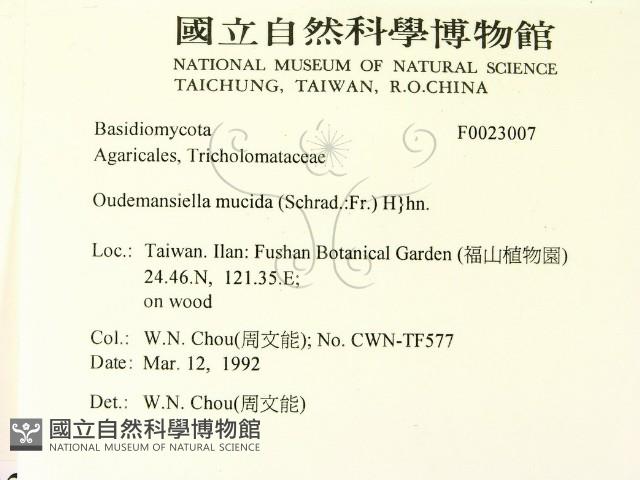 國立自然科學博物館
NATIONAL MUSEUM OF NATURAL SCIENCE
TAICHUNG, TAIWAN, R.O.CHINA
Basidiomycota F0023007
Agaricales, Tricholomataceae
Oudemansiella mucida (Schrad.:Fr.) H}hn.
Loc.: Taiwan. Ilan: Fushan Botanical Garden (福山植物園)
24.46.N, 121.35.E;
on wood
Col.: W.N. Chou(周文能); No. CWN-TF577
Date: Mar. 12, 1992
Det.: W.N. Chou(周文能)
國立自然科學博物館
NATIONAL MUSEUM OF NATURAL SCIENCE